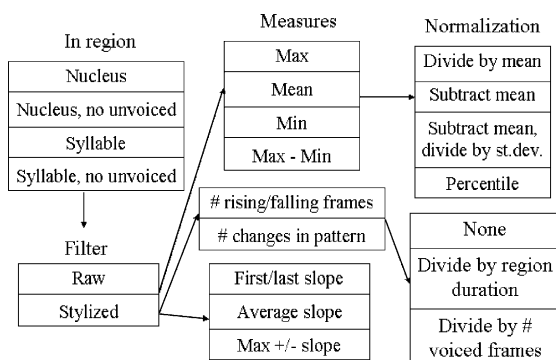 In region
Nucleus
Nucleus, no unvoiced
Syllable
Syllable, no unvoiced
Filter
Raw
Stylized
Measures
Max
Mean
Min
Max - Min
# rising/falling frames
# changes in pattern
First/last slope
Average slope
Max +/- slope
Normalization
Divide by mean
Subtract mean
Subtract mean,
divide by st.dev.
Percentile
None
Divide by region
duration
Divide by #
voiced frames